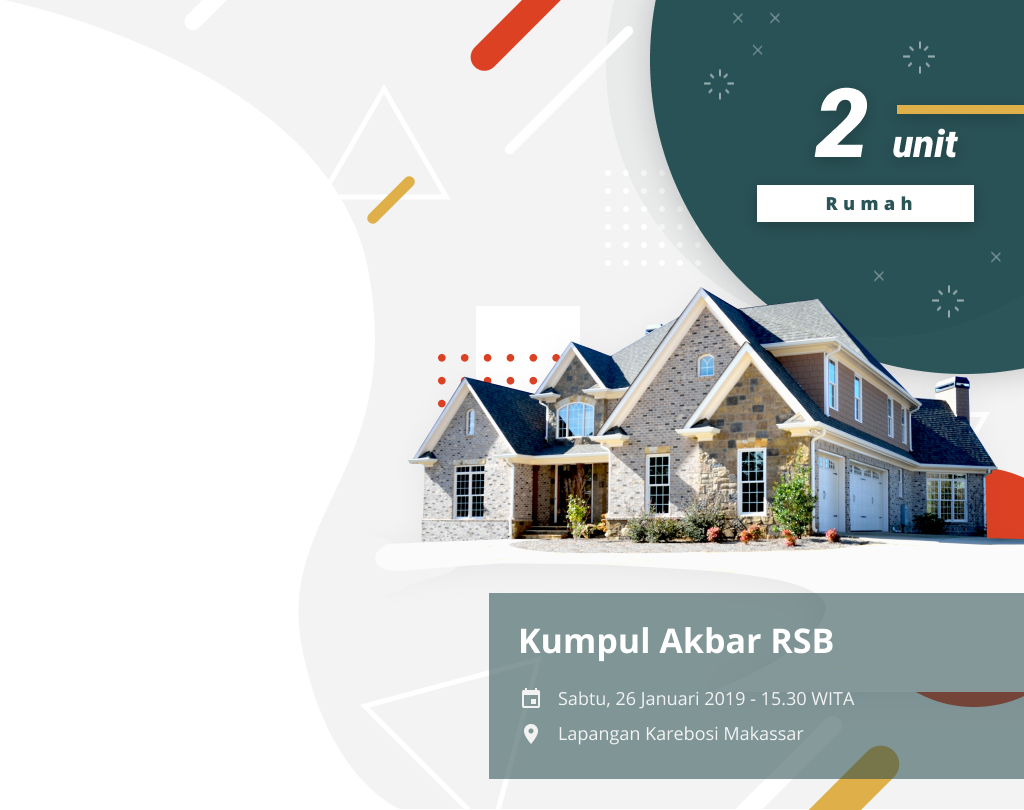 2 unit
Rumah
Kumpul Akbar RSB
Sabtu, 26 Januari 2019 - 15.30 WITA
Lapangan Karebosi Makassar